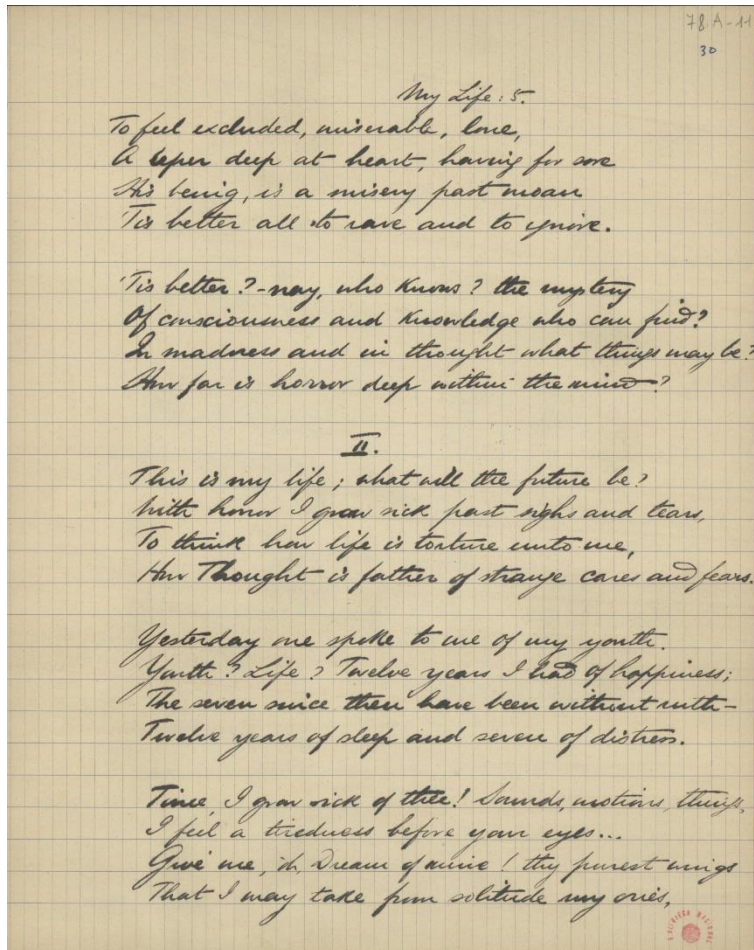 78 A-11
30
My Life: 5.
To feel excluded, miserable, lone,
A leper deep at heart, having for sore
His being, is a misery past moan
'Tis better all to rave and to ignore.
'Tis better? - nay, who knows? the mystery
Of consciousness and knowledge who can find?
In madness and in thought what things may be?
How far is horror deep within the mind?
II.
This is my life; what will the future be?
With horror I grow sick past sighs and tears,
To think how life is torture unto me,
How Thought is father of strange cares and fears.
Yesterday one spoke to me of my youth.
Youth? Life? Twelve years I had of happiness;
The seven since then have been without ruth -
Twelve years of sleep and seven of distress.
Time, I grow sick of thee! Sounds, motions, things,
I feel a tiredness before your eyes...
Give me, oh, Dream of mine! thy purest wings
That I may take from solitude my cries,